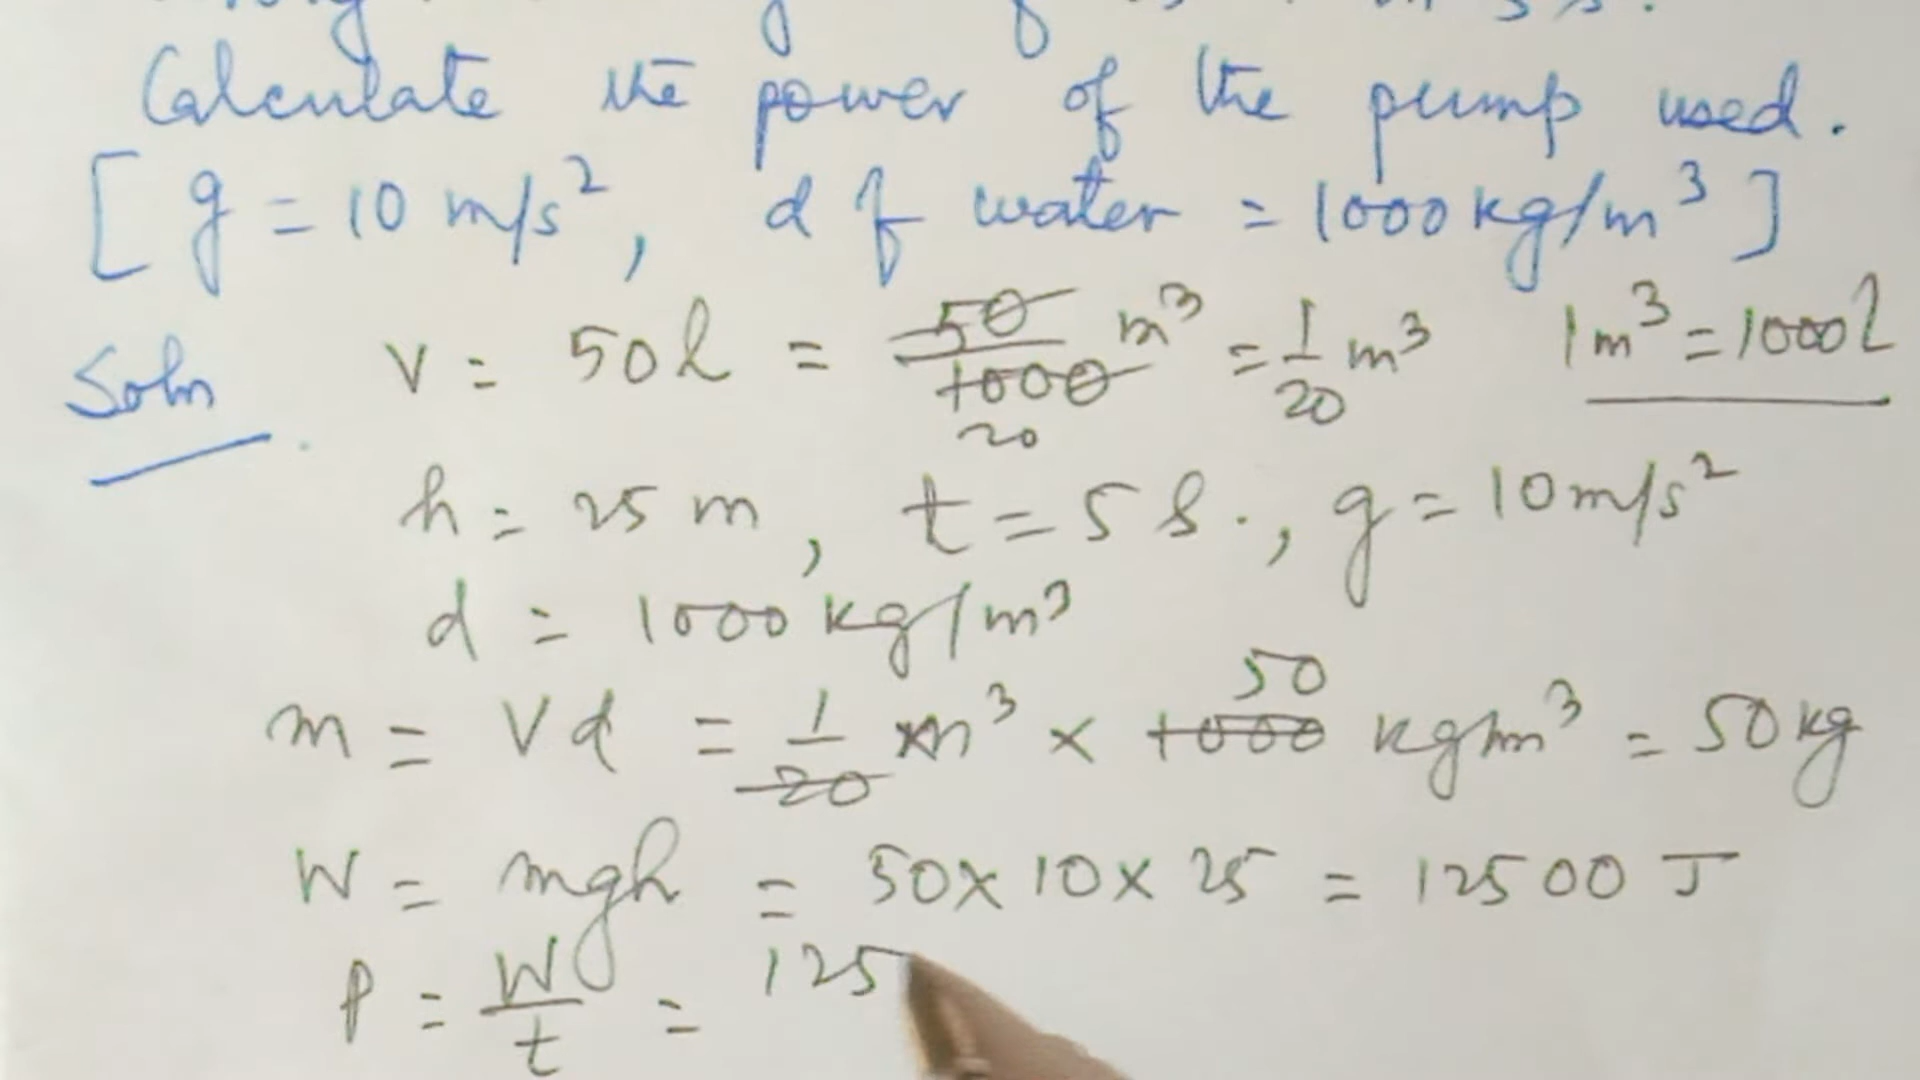 Calculate the power of the pump used.
[ g = 10 m/s², d of water = 1000 kg/m³ ]
Soln V = 50 l = 50/1000 m³ = 1/20 m³ 1 m³ = 1000 l
20
h = 25 m, t = 5 s., g = 10 m/s²
d = 1000 kg/m³
50
m = Vd = 1/20 m³ × 1000 kg/m³ = 50 kg
W = mgh = 50 × 10 × 25 = 12500 J
P = W/t = 125